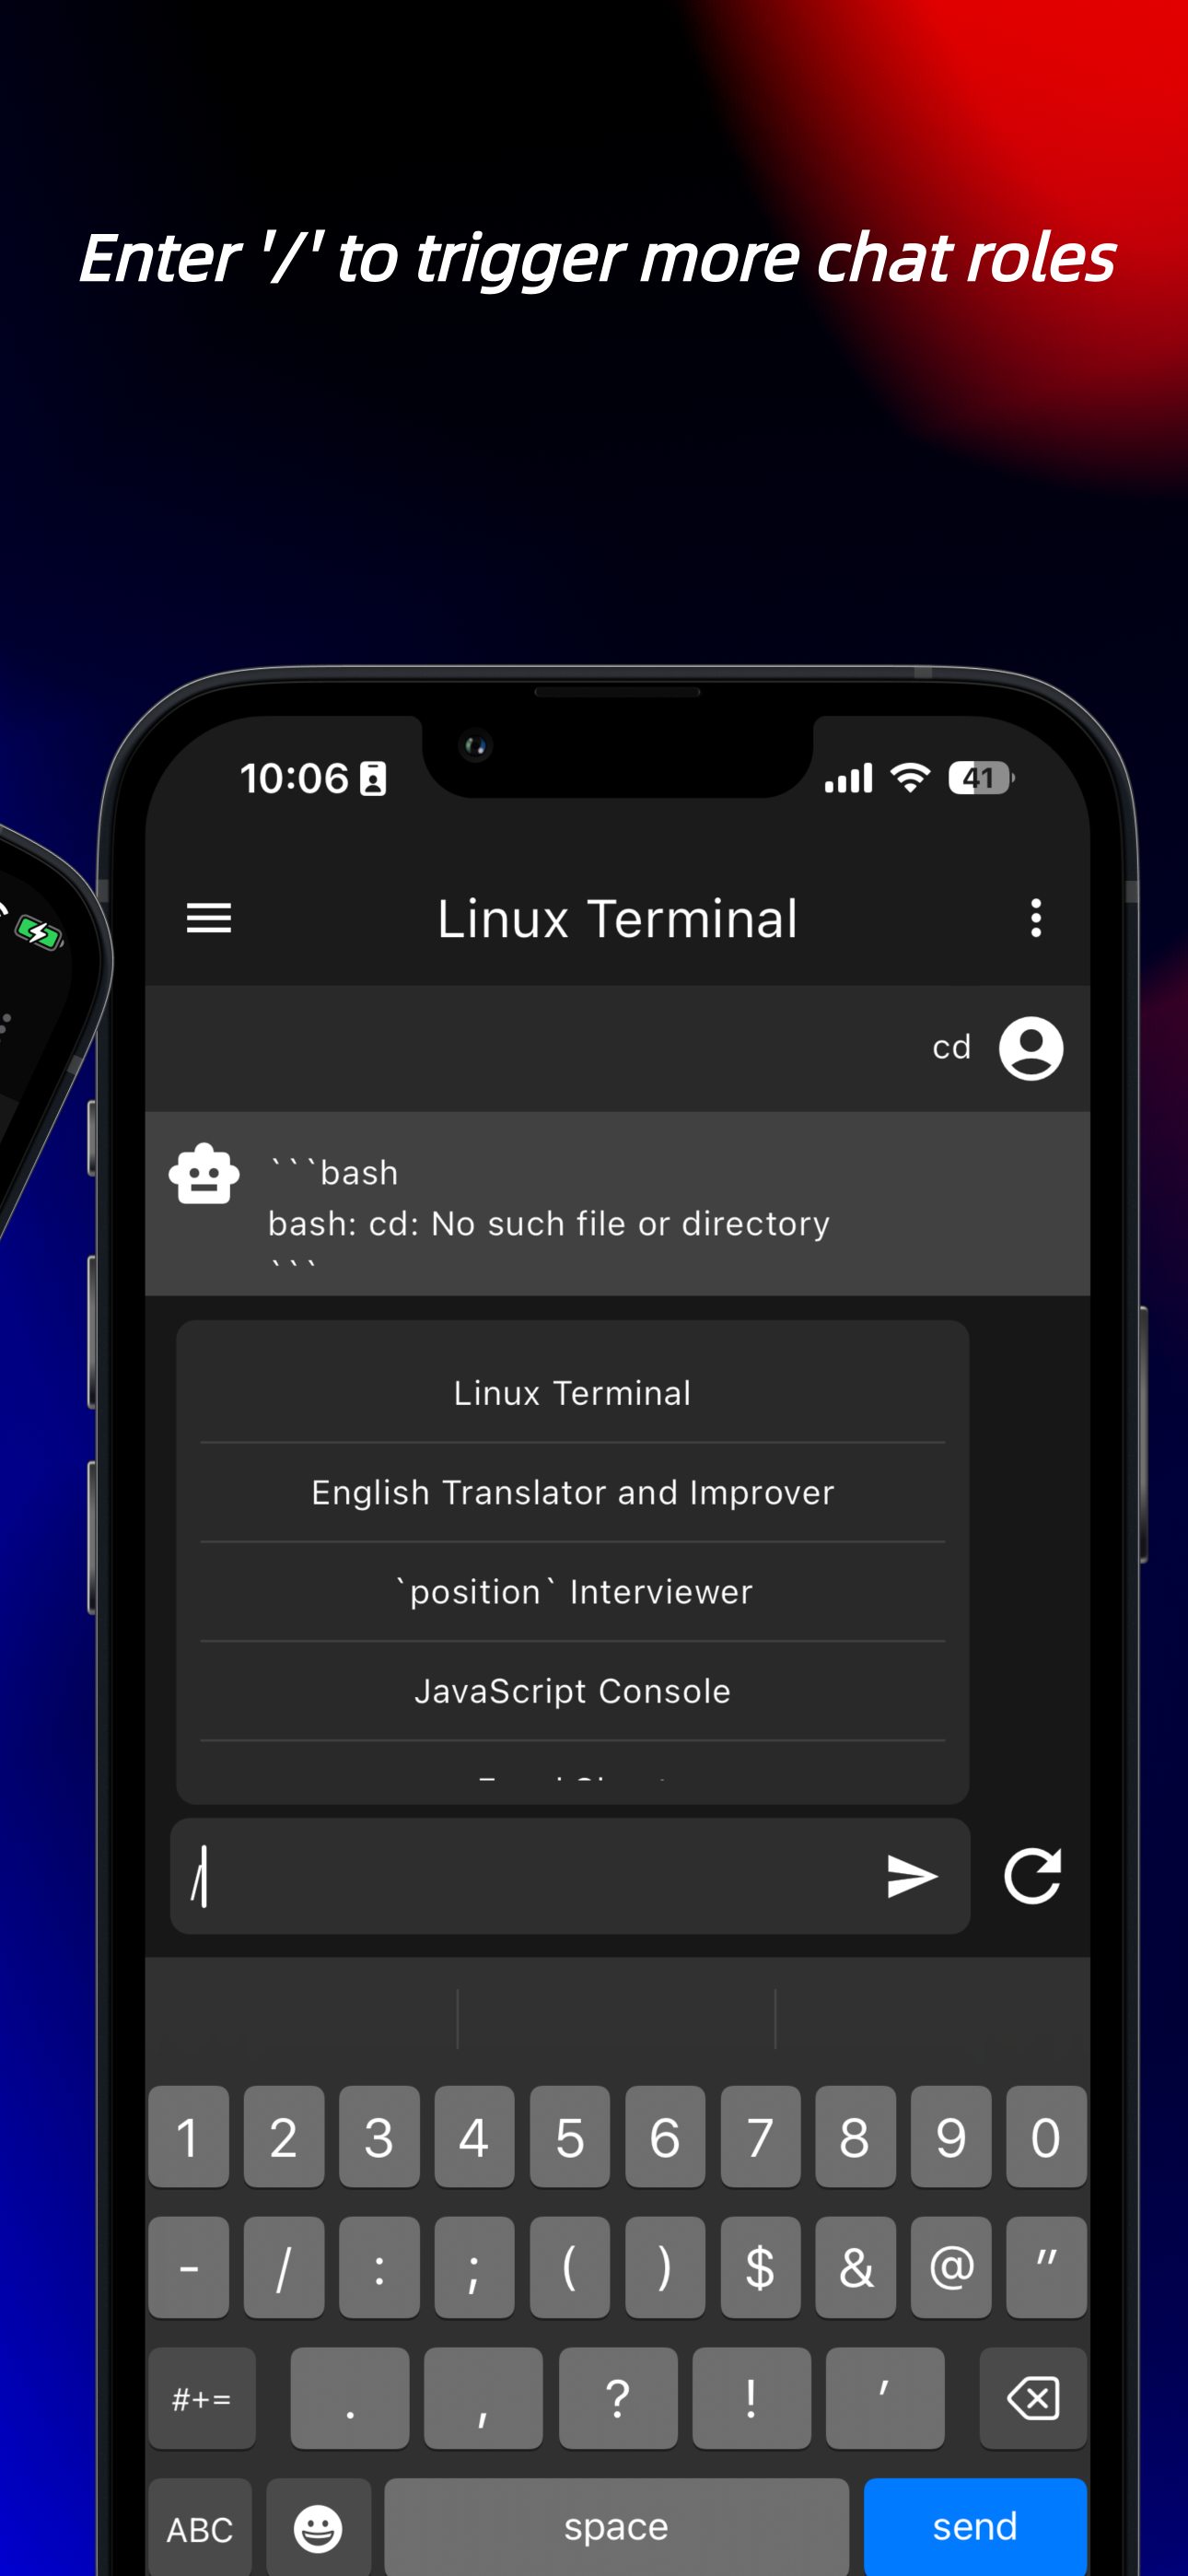 Enter '/' to trigger more chat roles
10:06
41
Linux Terminal
cd
```bash
bash: cd: No such file or directory
```
Linux Terminal
English Translator and Improver
`position` Interviewer
JavaScript Console
/
1 2 3 4 5 6 7 8 9 0
- / : ; ( ) $ & @ "
#+= . , ? ! '
ABC space send